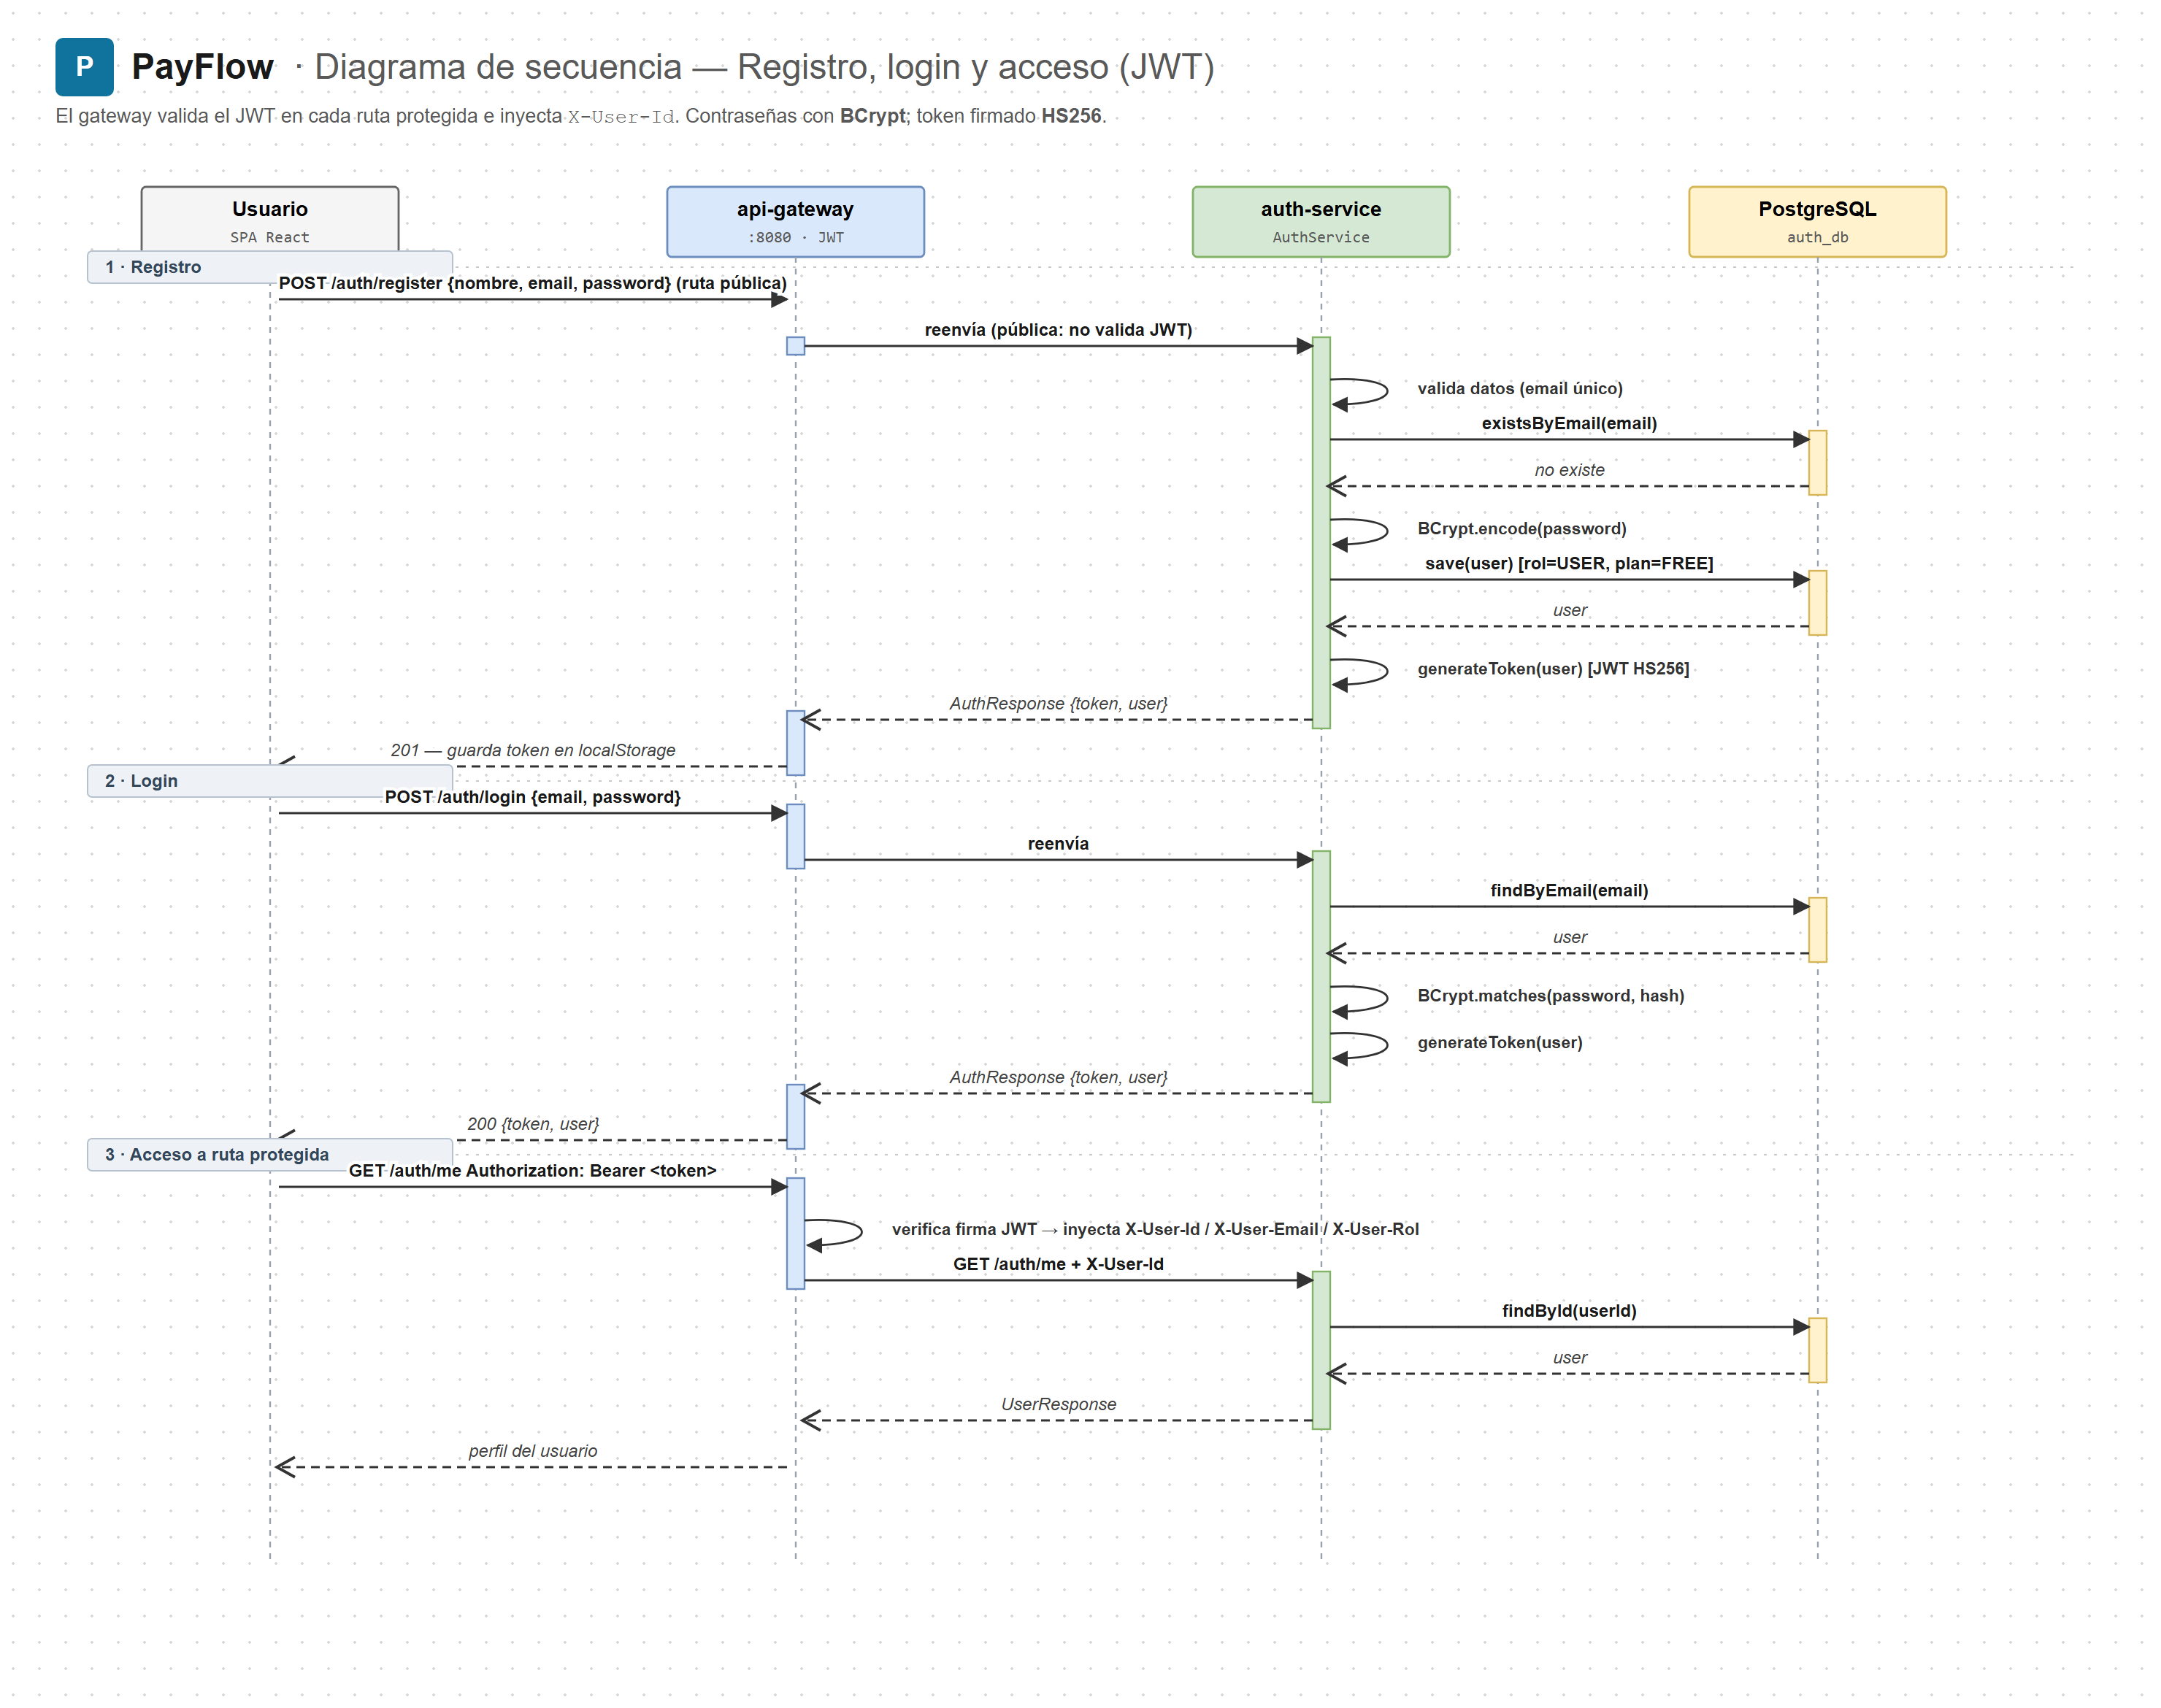 P
PayFlow · Diagrama de secuencia — Registro, login y acceso (JWT)
El gateway valida el JWT en cada ruta protegida e inyecta X-User-Id. Contraseñas con BCrypt; token firmado HS256.
Usuario
SPA React
api-gateway
:8080 · JWT
auth-service
AuthService
PostgreSQL
auth_db
1 · Registro
POST /auth/register {nombre, email, password} (ruta pública)
reenvía (pública: no valida JWT)
valida datos (email único)
existsByEmail(email)
no existe
BCrypt.encode(password)
save(user) [rol=USER, plan=FREE]
user
generateToken(user) [JWT HS256]
AuthResponse {token, user}
201 — guarda token en localStorage
2 · Login
POST /auth/login {email, password}
reenvía
findByEmail(email)
user
BCrypt.matches(password, hash)
generateToken(user)
AuthResponse {token, user}
200 {token, user}
3 · Acceso a ruta protegida
GET /auth/me Authorization: Bearer <token>
verifica firma JWT → inyecta X-User-Id / X-User-Email / X-User-Rol
GET /auth/me + X-User-Id
findById(userId)
user
UserResponse
perfil del usuario